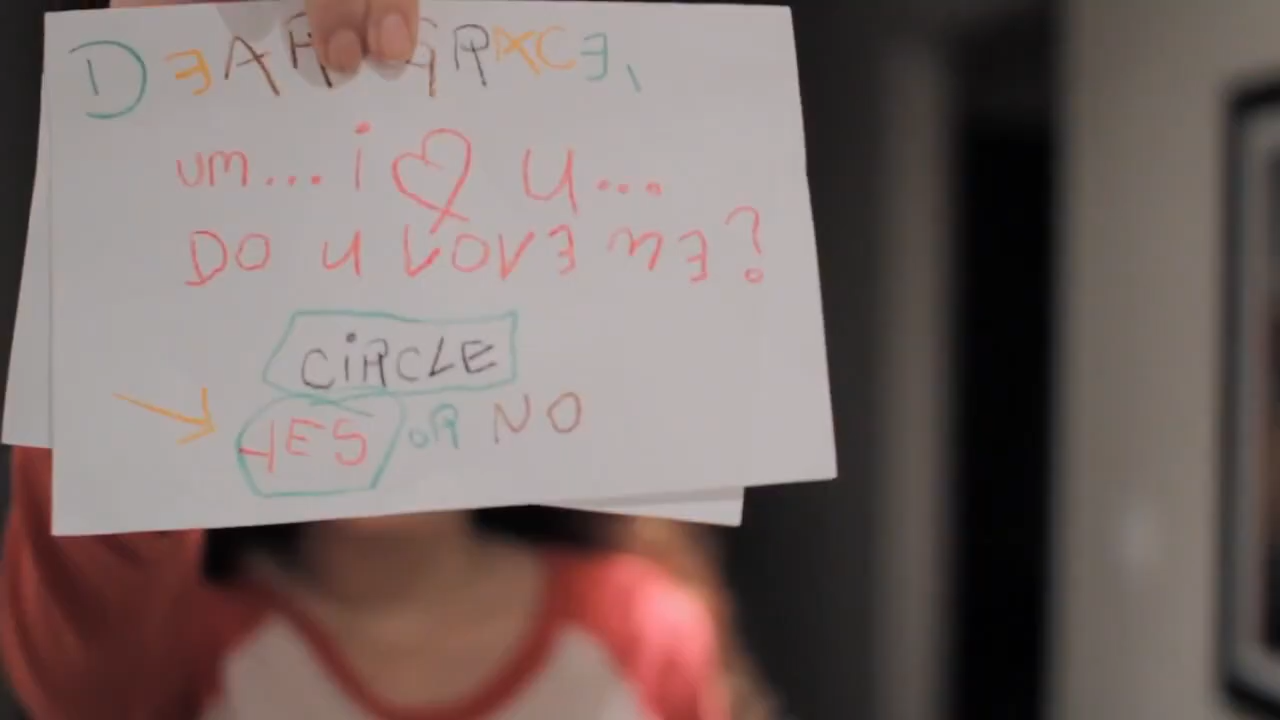 DEAR GRACE,
um... i ♡ u...
DO U LOVE ME?
CiRCLE
YES OR NO